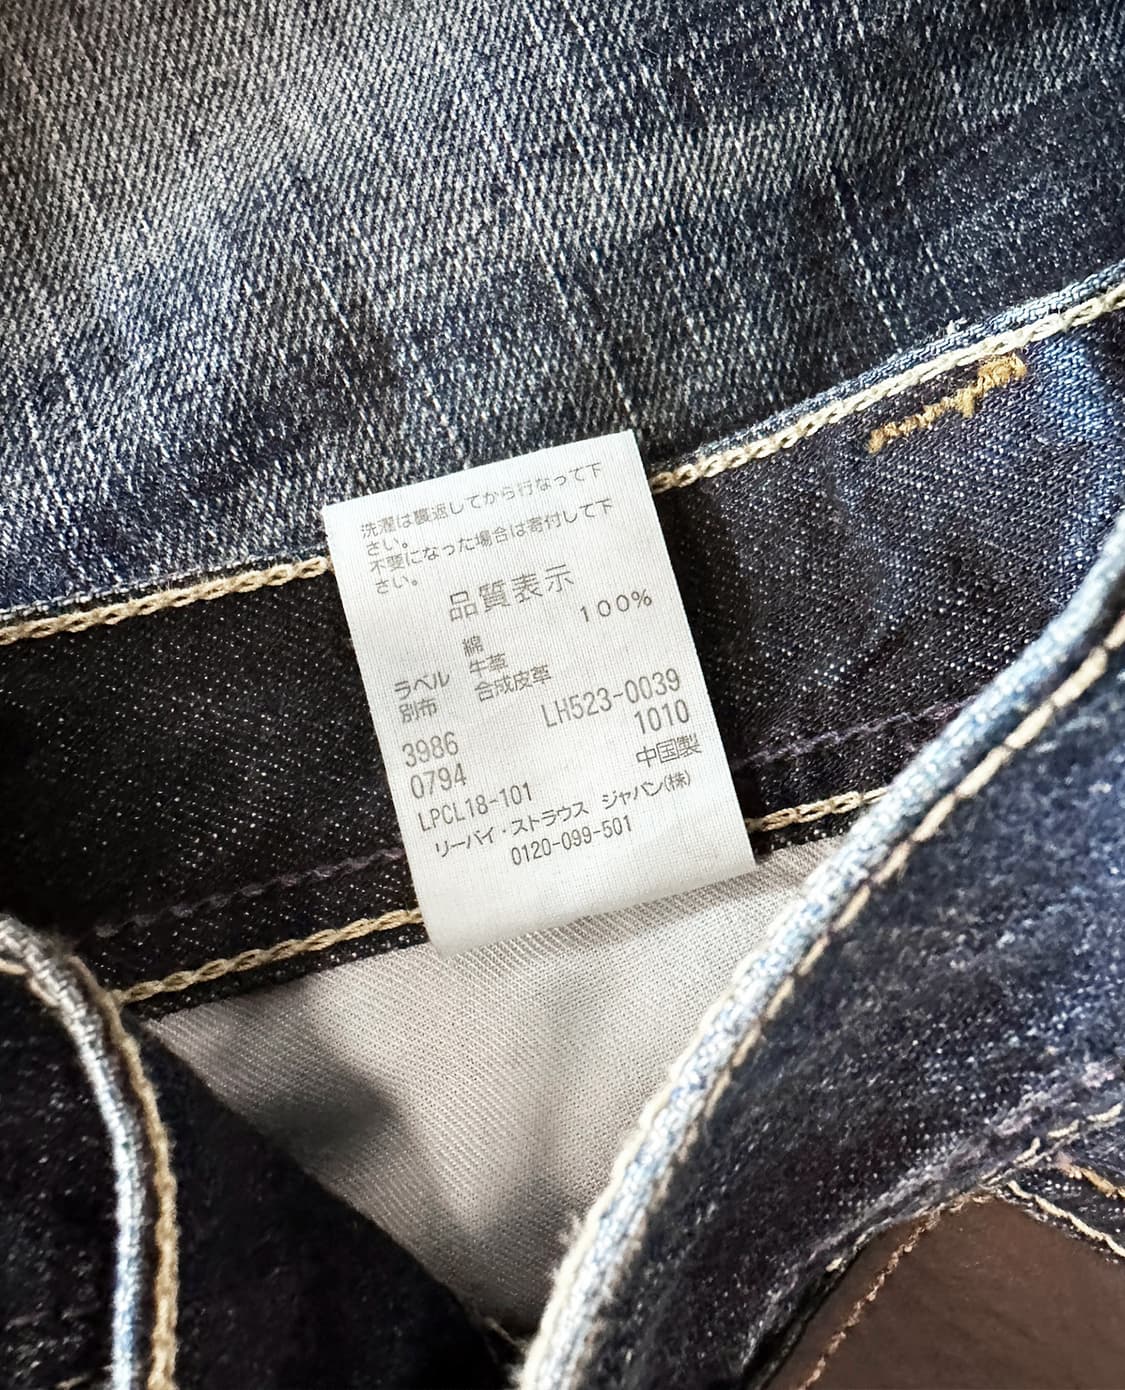 洗濯は裏返してから行なって下
さい。
不要になった場合は寄付して下
さい。
品質表示
綿 100%
ラベル 牛革
別布 合成皮革
LH523-0039
3986 1010
0794 中国製
LPCL18-101
リーバイ・ストラウス ジャパン(株)
0120-099-501